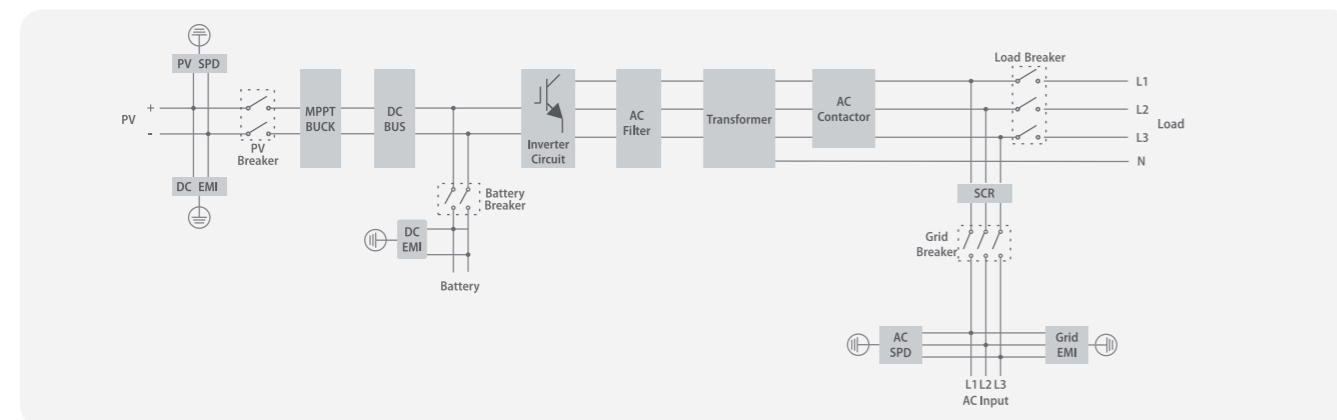 PV SPD
+
PV
-
PV
Breaker
DC EMI
MPPT
BUCK
DC
BUS
Battery
Breaker
DC
EMI
Battery
Inverter
Circuit
AC
Filter
Transformer
AC
Contactor
Load Breaker
L1
L2
Load
L3
N
SCR
Grid
Breaker
AC
SPD
Grid
EMI
L1 L2 L3
AC Input